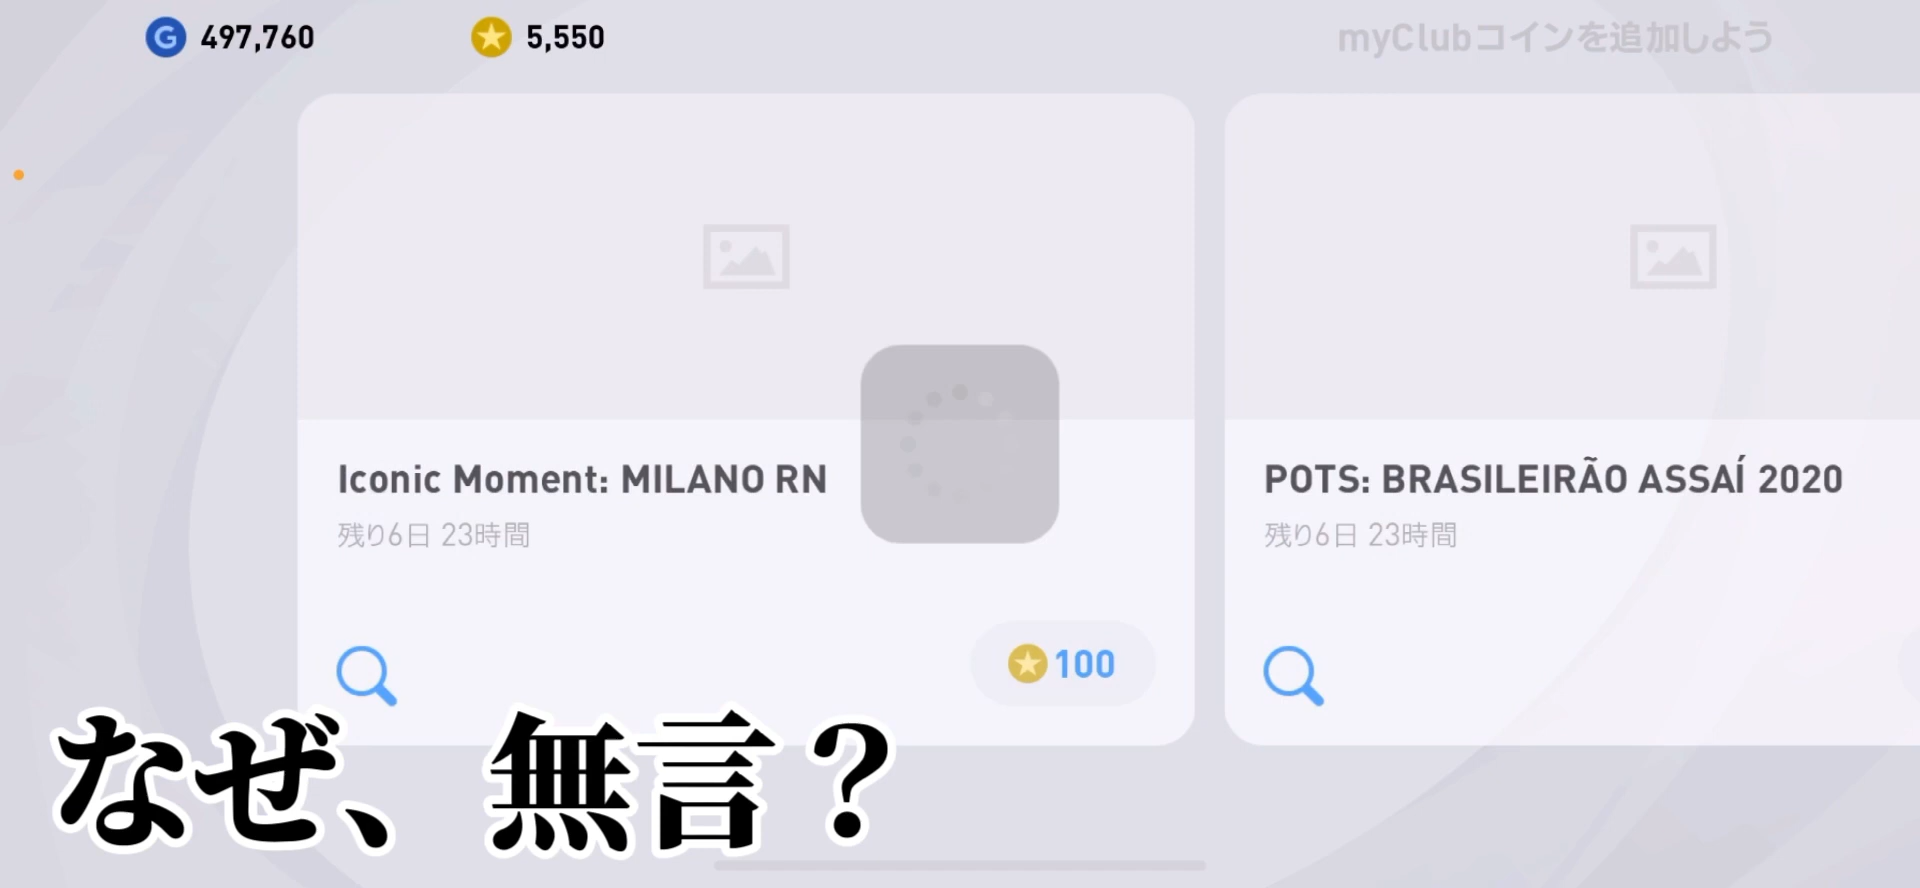 497,760
5,550
myClubコインを追加しよう
Iconic Moment: MILANO RN
残り6日 23時間
100
POTS: BRASILEIRÃO ASSAÍ 2020
残り6日 23時間
なぜ、無言？